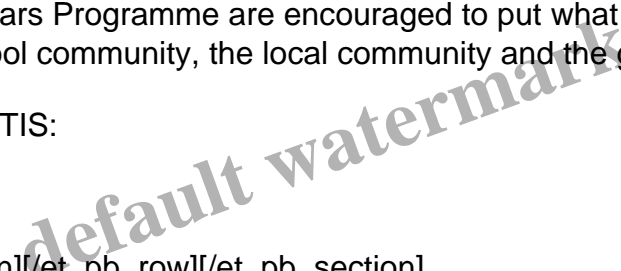 ars Programme are encouraged to put what
ool community, the local community and the g
TIS:
default watermark
][/et_pb_row][/et_pb_section]